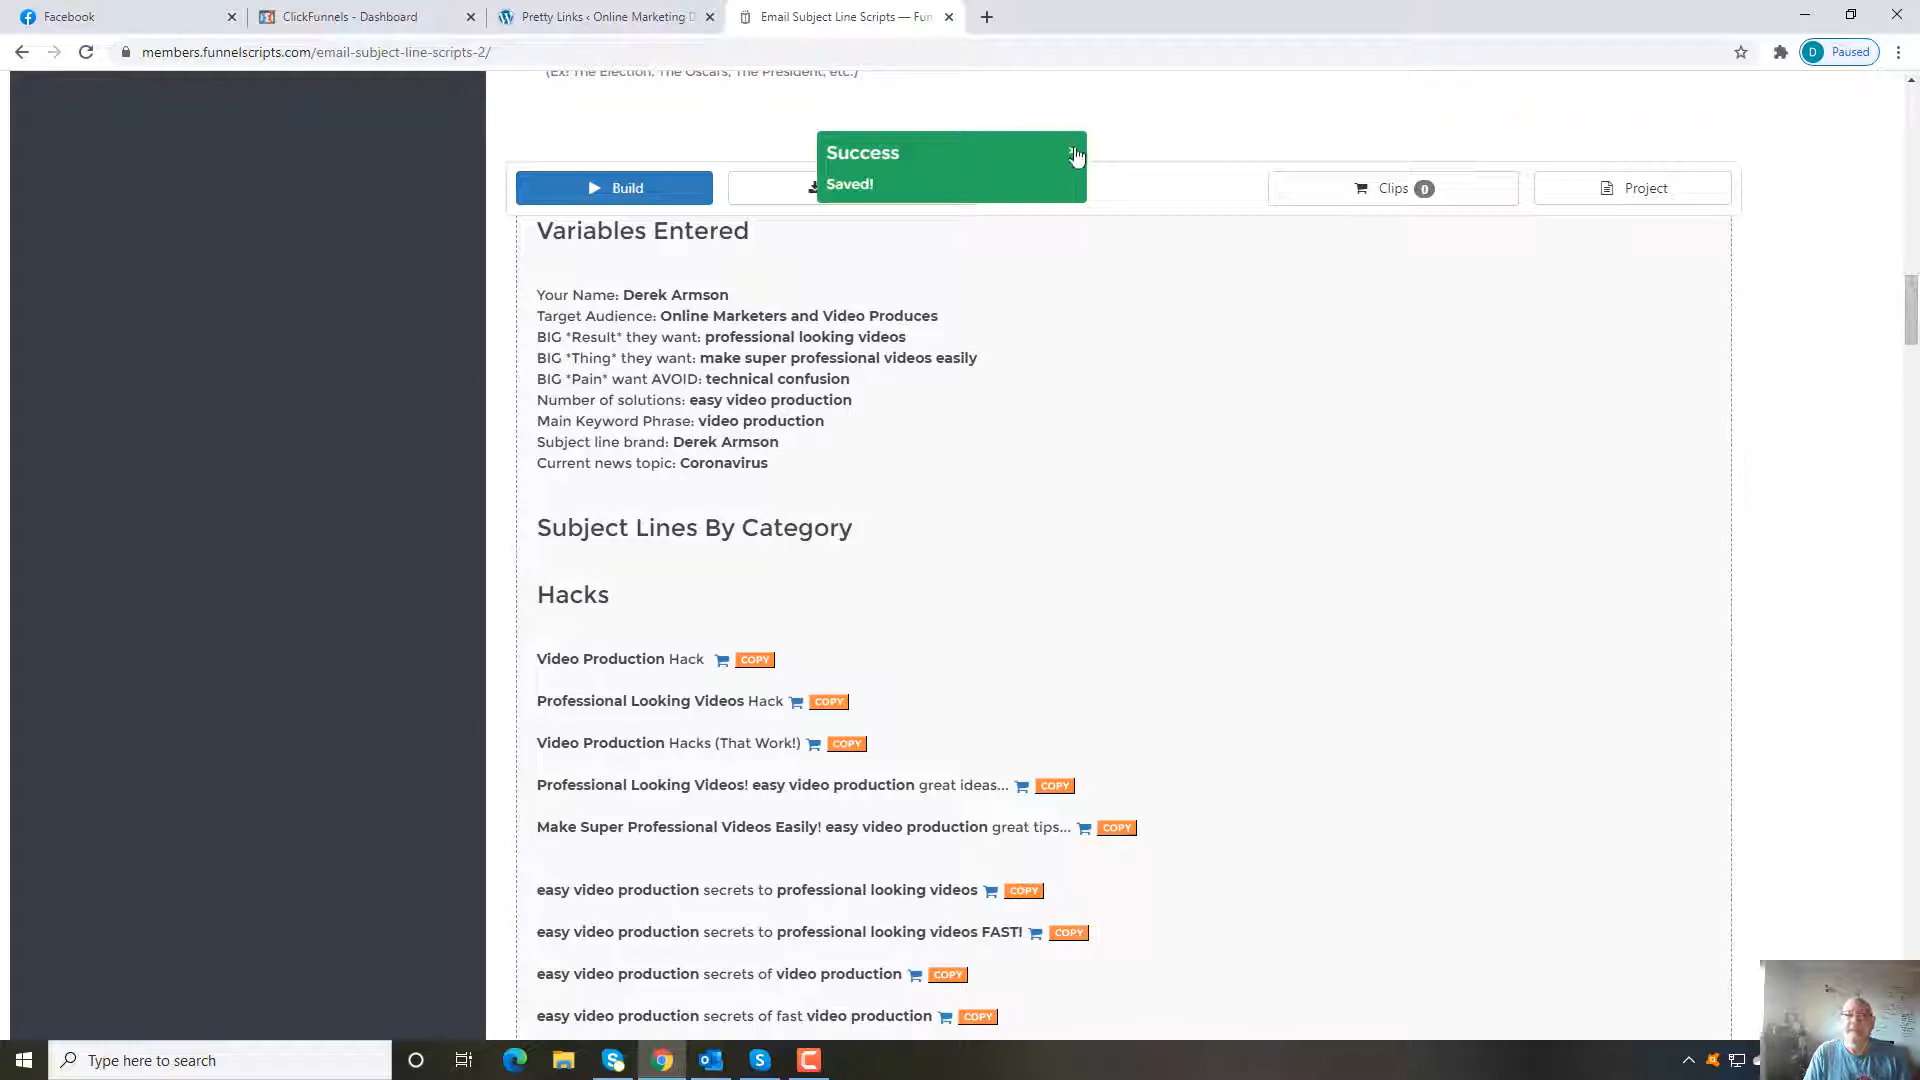 Facebook
ClickFunnels - Dashboard
Pretty Links ‹ Online Marketing
Email Subject Line Scripts — Fun
members.funnelscripts.com/email-subject-line-scripts-2/
D Paused
(Ex: The Election, The Oscars, The President, etc.)
Success
Saved!
Build
Clips 0
Project
Variables Entered
Your Name: Derek Armson
Target Audience: Online Marketers and Video Produces
BIG *Result* they want: professional looking videos
BIG *Thing* they want: make super professional videos easily
BIG *Pain* want AVOID: technical confusion
Number of solutions: easy video production
Main Keyword Phrase: video production
Subject line brand: Derek Armson
Current news topic: Coronavirus
Subject Lines By Category
Hacks
Video Production Hack COPY
Professional Looking Videos Hack COPY
Video Production Hacks (That Work!) COPY
Professional Looking Videos! easy video production great ideas... COPY
Make Super Professional Videos Easily! easy video production great tips... COPY
easy video production secrets to professional looking videos COPY
easy video production secrets to professional looking videos FAST! COPY
easy video production secrets of video production COPY
easy video production secrets of fast video production COPY
Type here to search